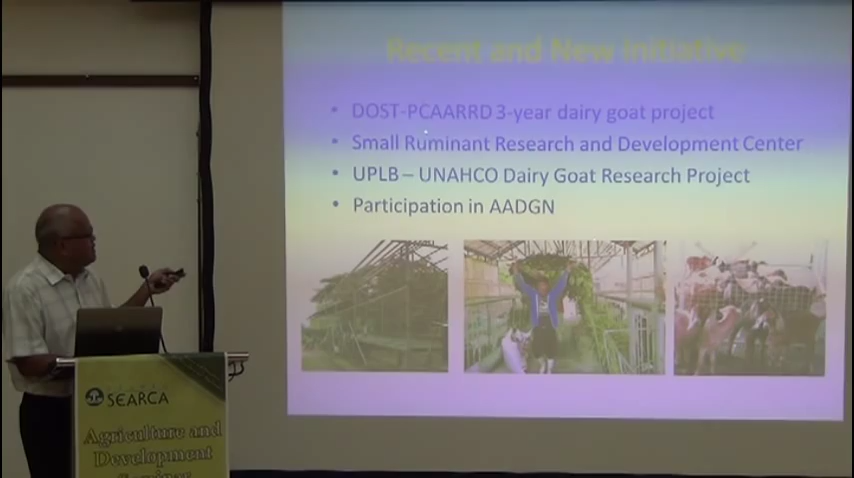 Recent and New Initiative
• DOST-PCAARRD 3-year dairy goat project
• Small Ruminant Research and Development Center
• UPLB – UNAHCO Dairy Goat Research Project
• Participation in AADGN
SEARCA
Agriculture and
Development
Seminar